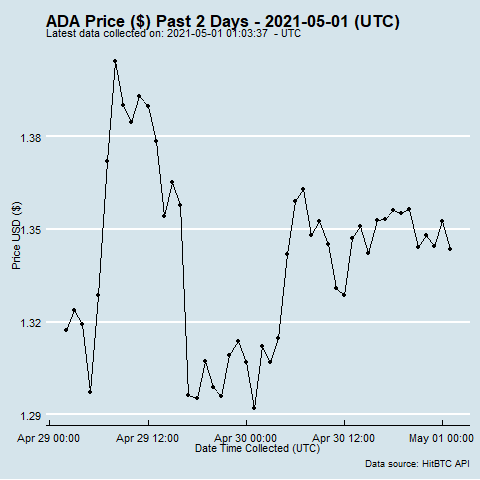 ADA Price ($) Past 2 Days - 2021-05-01 (UTC)
Latest data collected on: 2021-05-01 01:03:37 - UTC
1.38
1.35
1.32
1.29
Price USD ($)
Apr 29 00:00 Apr 29 12:00 Apr 30 00:00 Apr 30 12:00 May 01 00:00
Date Time Collected (UTC)
Data source: HitBTC API